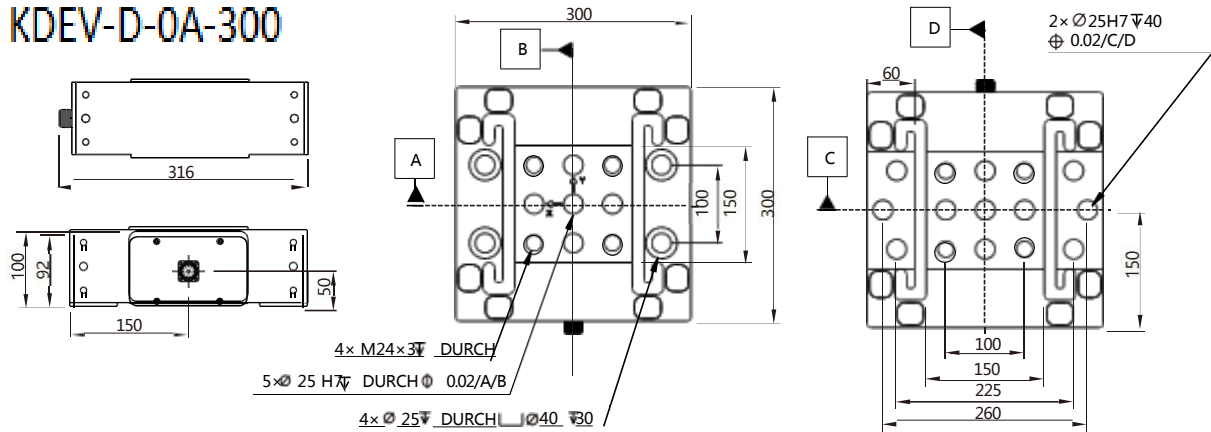 KDEV-D-0A-300
316
100
92
50
150
300
B
A
Y
X
100
150
300
4× M24×3↧ DURCH
5×⌀ 25 H7↧ DURCH ⌽ 0.02/A/B
4× ⌀ 25↧ DURCH ⌴ ⌀40 ↧30
D
2× ⌀25H7 ↧40
⌖ 0.02/C/D
60
C
150
100
150
225
260